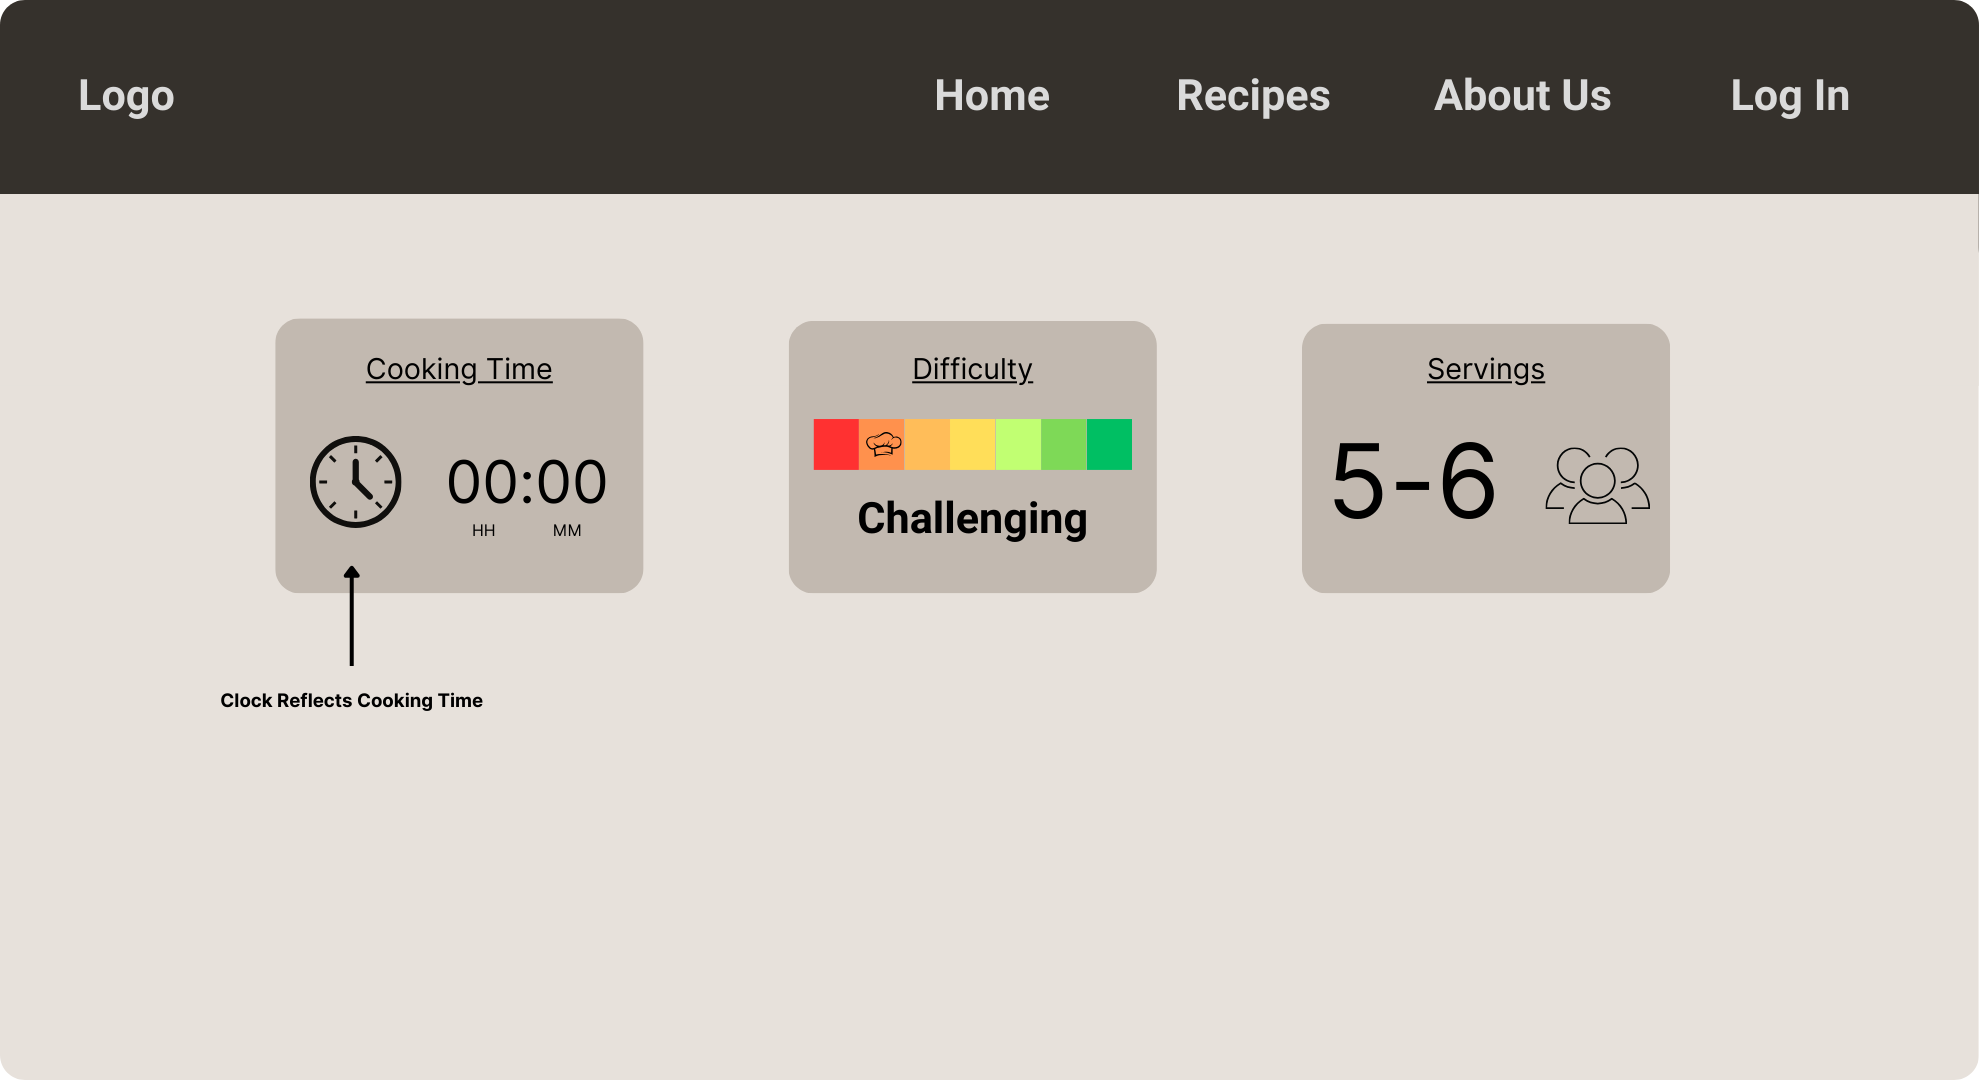 Logo
Home
Recipes
About Us
Log In
Cooking Time
00:00
HH
MM
Difficulty
Challenging
Servings
5-6
Clock Reflects Cooking Time